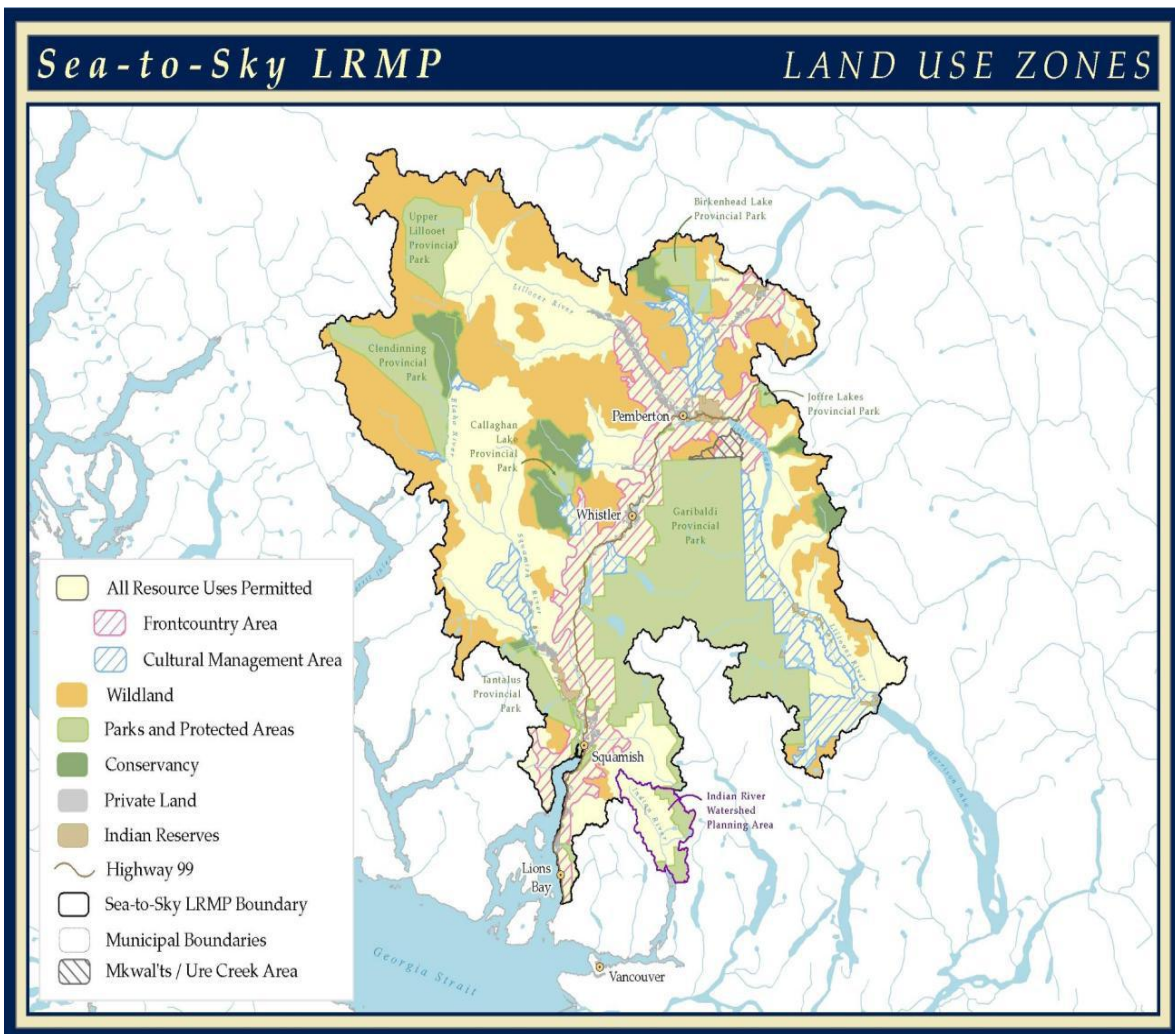 Sea-to-Sky LRMP
LAND USE ZONES
Birkenhead Lake
Provincial Park
Upper
Lillooet
Provincial
Park
Lillooet River
Clendinning
Provincial
Park
Joffre Lakes
Provincial Park
Elaho River
Pemberton
Callaghan
Lake
Provincial
Park
Whistler
Garibaldi
Provincial
Park
Squamish River
Lillooet River
Tantalus
Provincial
Park
Squamish
Harrison Lake
Indian River
Watershed
Planning Area
Indian River
Lions
Bay
Georgia Strait
Vancouver
All Resource Uses Permitted
Frontcountry Area
Cultural Management Area
Wildland
Parks and Protected Areas
Conservancy
Private Land
Indian Reserves
Highway 99
Sea-to-Sky LRMP Boundary
Municipal Boundaries
Mkwal'ts / Ure Creek Area